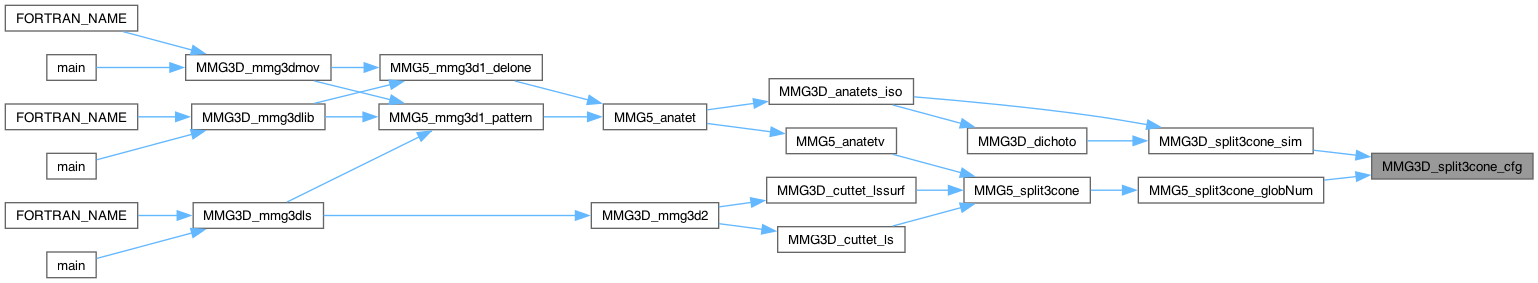 FORTRAN_NAME
main
MMG3D_mmg3dmov
MMG5_mmg3d1_delone
MMG3D_anatets_iso
FORTRAN_NAME
MMG3D_mmg3dlib
MMG5_mmg3d1_pattern
MMG5_anatet
MMG5_anatetv
MMG3D_dichoto
MMG3D_split3cone_sim
main
MMG3D_split3cone_cfg
MMG3D_cuttet_lssurf
MMG5_split3cone
MMG5_split3cone_globNum
FORTRAN_NAME
MMG3D_mmg3dls
MMG3D_mmg3d2
MMG3D_cuttet_ls
main